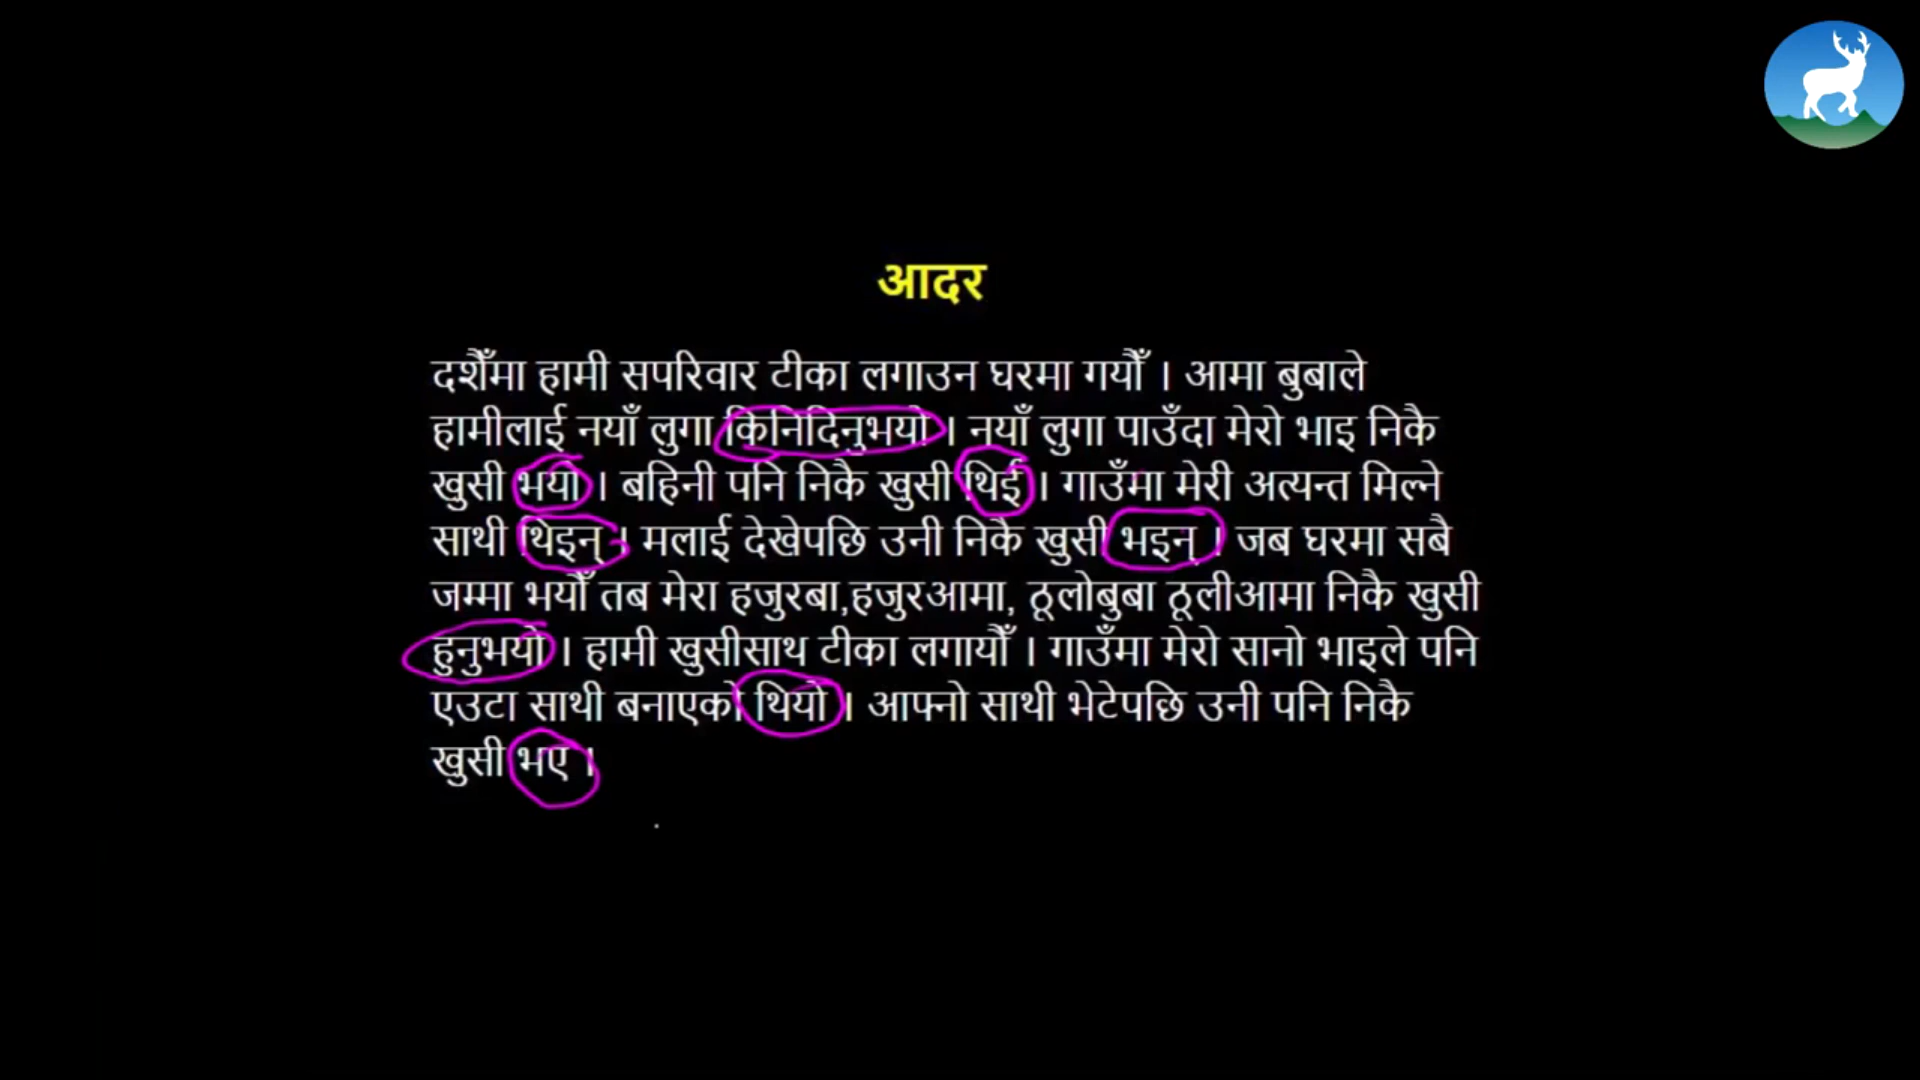 आदर
दशैँमा हामी सपरिवार टीका लगाउन घरमा गयौँ । आमा बुबाले
हामीलाई नयाँ लुगा किनिदिनुभयो । नयाँ लुगा पाउँदा मेरो भाइ निकै
खुसी भयो । बहिनी पनि निकै खुसी थिई । गाउँमा मेरी अत्यन्त मिल्ने
साथी थिइन् । मलाई देखेपछि उनी निकै खुसी भइन् । जब घरमा सबै
जम्मा भयौँ तब मेरा हजुरबा,हजुरआमा, ठूलोबुबा ठूलीआमा निकै खुसी
हुनुभयो । हामी खुसीसाथ टीका लगायौँ । गाउँमा मेरो सानो भाइले पनि
एउटा साथी बनाएको थियो । आफ्नो साथी भेटेपछि उनी पनि निकै
खुसी भए ।